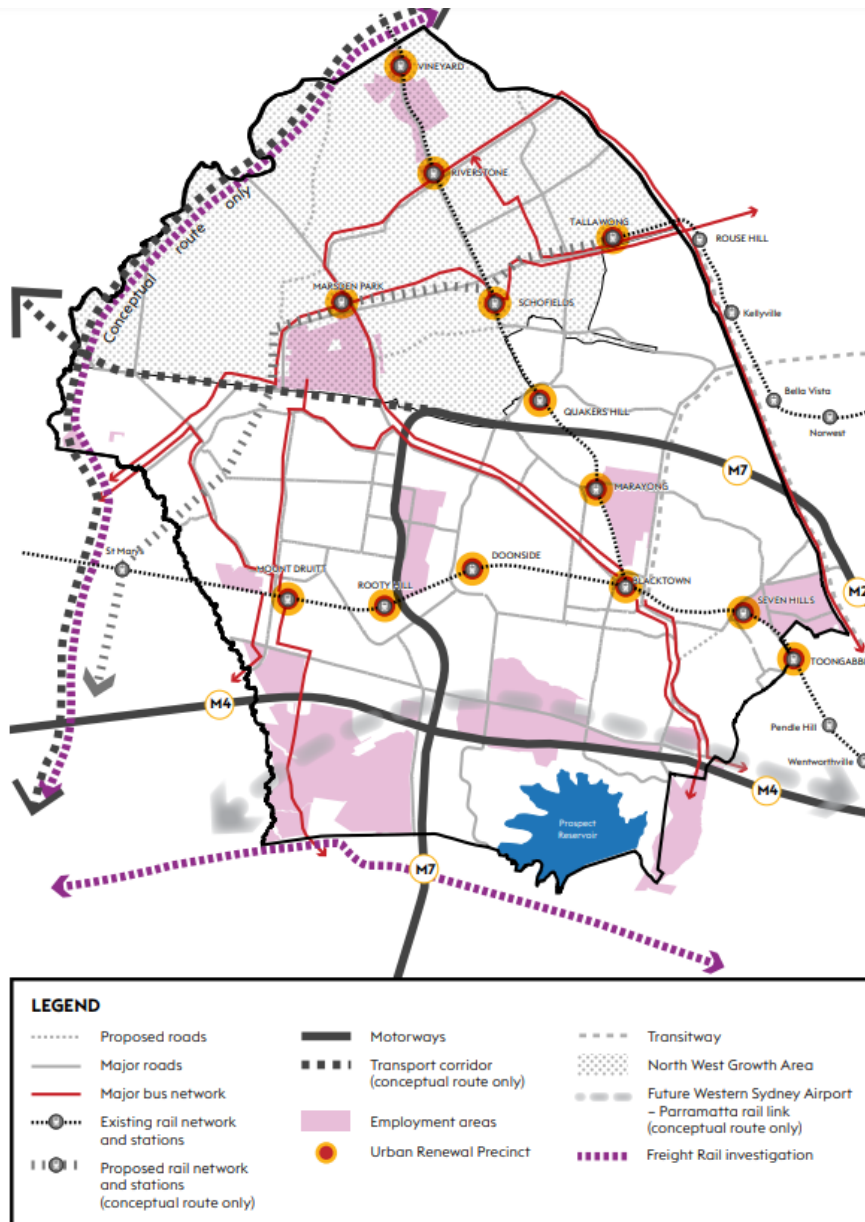 VINEYARD
RIVERSTONE
TALLAWONG
ROUSE HILL
Conceptual route only
MARSDEN PARK
SCHOFIELDS
Kellyville
Bella Vista
Norwest
QUAKERS HILL
M7
MARAYONG
St Marys
MOUNT DRUITT
ROOTY HILL
DOONSIDE
BLACKTOWN
SEVEN HILLS
M2
TOONGABBI
M4
Pendle Hill
Wentworthville
M4
Prospect
Reservoir
M7
LEGEND
Proposed roads
Major roads
Major bus network
Existing rail network
and stations
Proposed rail network
and stations
(conceptual route only)
Motorways
Transport corridor
(conceptual route only)
Employment areas
Urban Renewal Precinct
Transitway
North West Growth Area
Future Western Sydney Airport
– Parramatta rail link
(conceptual route only)
Freight Rail investigation